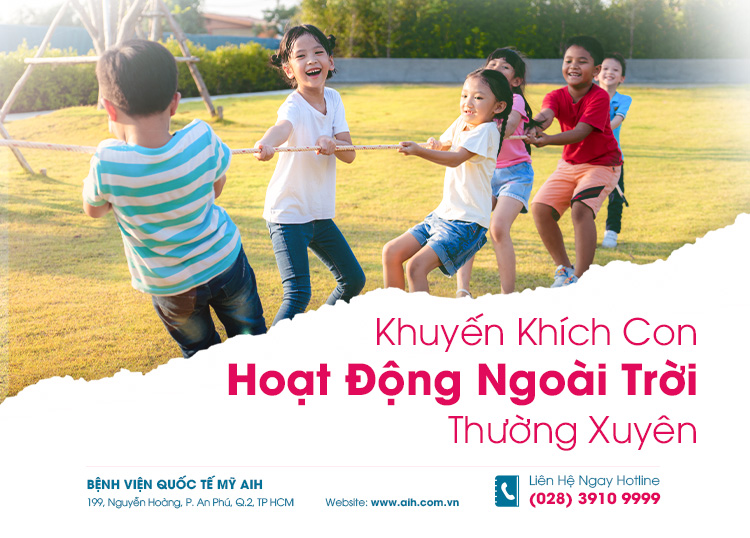 Khuyến Khích Con
Hoạt Động Ngoài Trời
Thường Xuyên
BỆNH VIỆN QUỐC TẾ MỸ AIH
199, Nguyễn Hoàng, P. An Phú, Q.2, TP HCM
Website: www.aih.com.vn
Liên Hệ Ngay Hotline
(028) 3910 9999